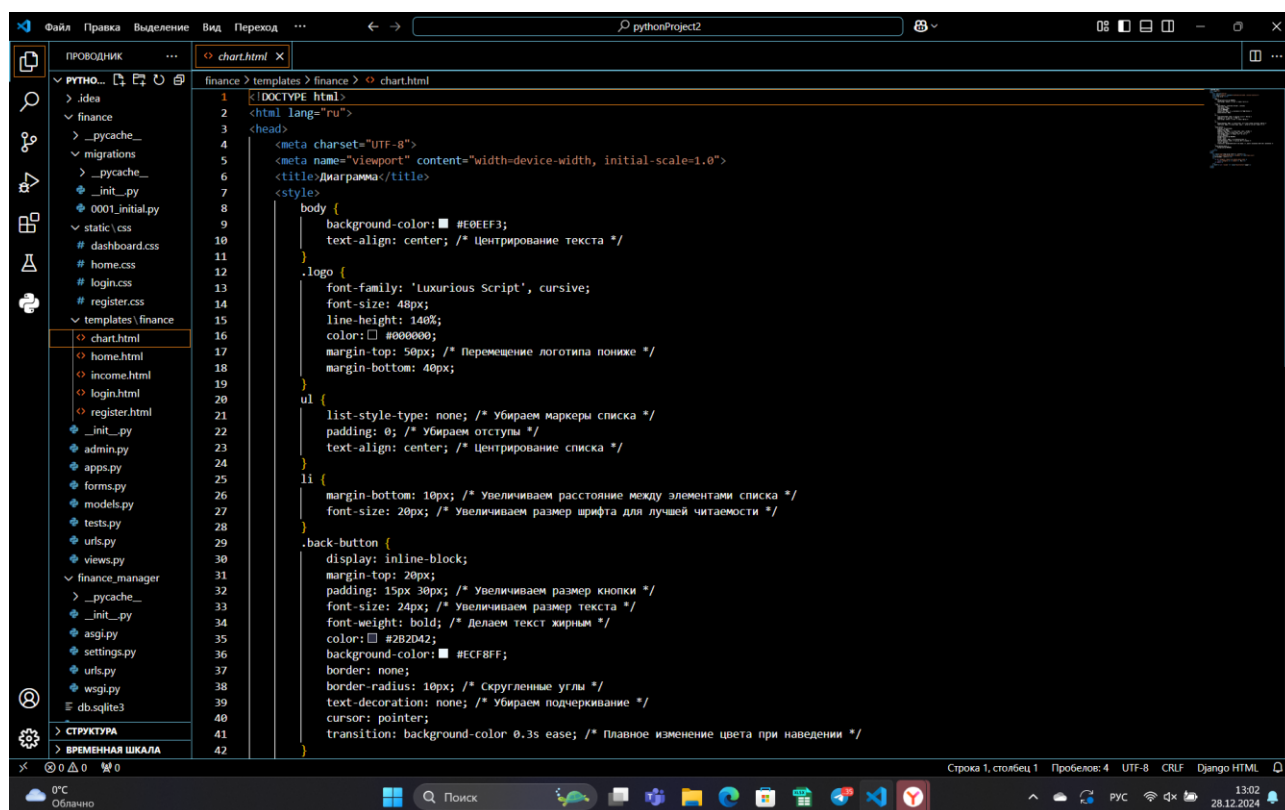 Файл Правка Выделение Вид Переход ··· pythonProject2
ПРОВОДНИК ···
chart.html
PYTHO...
finance > templates > finance > chart.html
.idea
finance
__pycache__
migrations
__pycache__
__init__.py
0001_initial.py
static\css
dashboard.css
home.css
login.css
register.css
templates\finance
chart.html
home.html
income.html
login.html
register.html
__init__.py
admin.py
apps.py
forms.py
models.py
tests.py
urls.py
views.py
finance_manager
__pycache__
__init__.py
asgi.py
settings.py
urls.py
wsgi.py
db.sqlite3
СТРУКТУРА
ВРЕМЕННАЯ ШКАЛА
1 <!DOCTYPE html>
2 <html lang="ru">
3 <head>
4 <meta charset="UTF-8">
5 <meta name="viewport" content="width=device-width, initial-scale=1.0">
6 <title>Диаграмма</title>
7 <style>
8 body {
9 background-color: #E0EEF3;
10 text-align: center; /* Центрирование текста */
11 }
12 .logo {
13 font-family: 'Luxurious Script', cursive;
14 font-size: 48px;
15 line-height: 140%;
16 color: #000000;
17 margin-top: 50px; /* Перемещение логотипа пониже */
18 margin-bottom: 40px;
19 }
20 ul {
21 list-style-type: none; /* Убираем маркеры списка */
22 padding: 0; /* Убираем отступы */
23 text-align: center; /* Центрирование списка */
24 }
25 li {
26 margin-bottom: 10px; /* Увеличиваем расстояние между элементами списка */
27 font-size: 20px; /* Увеличиваем размер шрифта для лучшей читаемости */
28 }
29 .back-button {
30 display: inline-block;
31 margin-top: 20px;
32 padding: 15px 30px; /* Увеличиваем размер кнопки */
33 font-size: 24px; /* Увеличиваем размер текста */
34 font-weight: bold; /* Делаем текст жирным */
35 color: #2B2D42;
36 background-color: #ECF8FF;
37 border: none;
38 border-radius: 10px; /* Скругленные углы */
39 text-decoration: none; /* Убираем подчеркивание */
40 cursor: pointer;
41 transition: background-color 0.3s ease; /* Плавное изменение цвета при наведении */
42 }
0 0 0 Строка 1, столбец 1 Пробелов: 4 UTF-8 CRLF Django HTML
0°C
Облачно
Поиск
РУС
13:02
28.12.2024